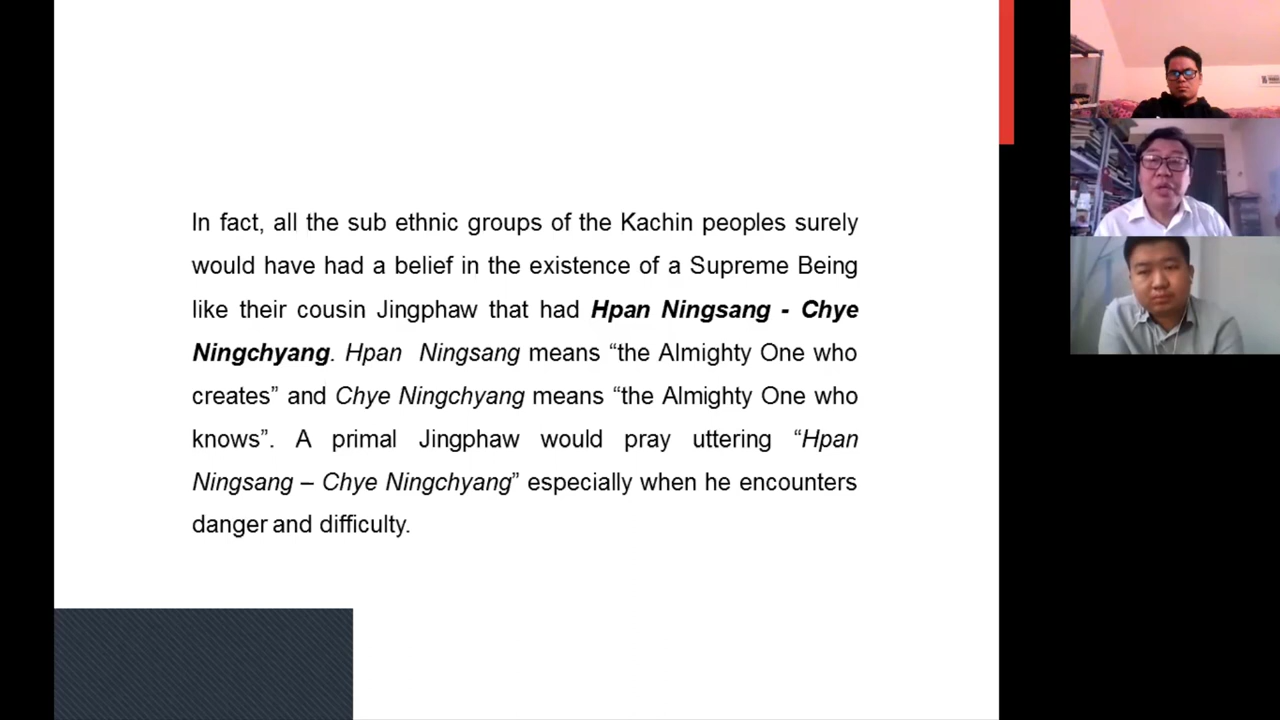 In fact, all the sub ethnic groups of the Kachin peoples surely
would have had a belief in the existence of a Supreme Being
like their cousin Jingphaw that had Hpan Ningsang - Chye
Ningchyang. Hpan Ningsang means “the Almighty One who
creates” and Chye Ningchyang means “the Almighty One who
knows”. A primal Jingphaw would pray uttering “Hpan
Ningsang – Chye Ningchyang” especially when he encounters
danger and difficulty.